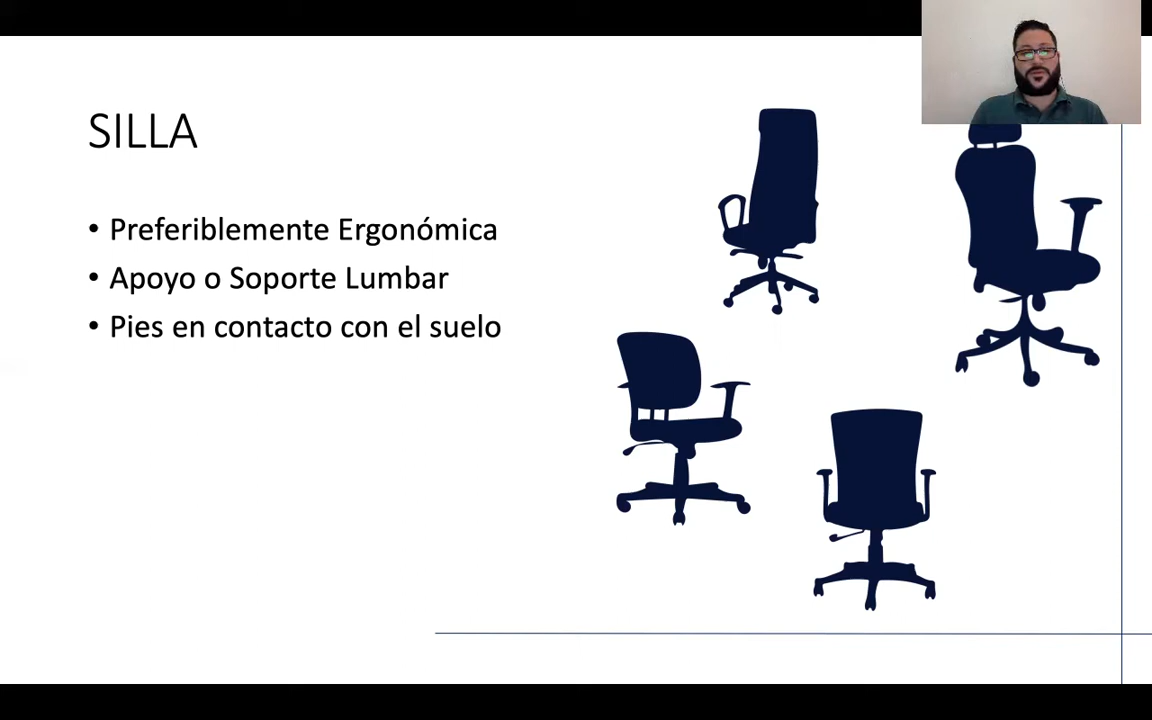 SILLA
• Preferiblemente Ergonómica
• Apoyo o Soporte Lumbar
• Pies en contacto con el suelo